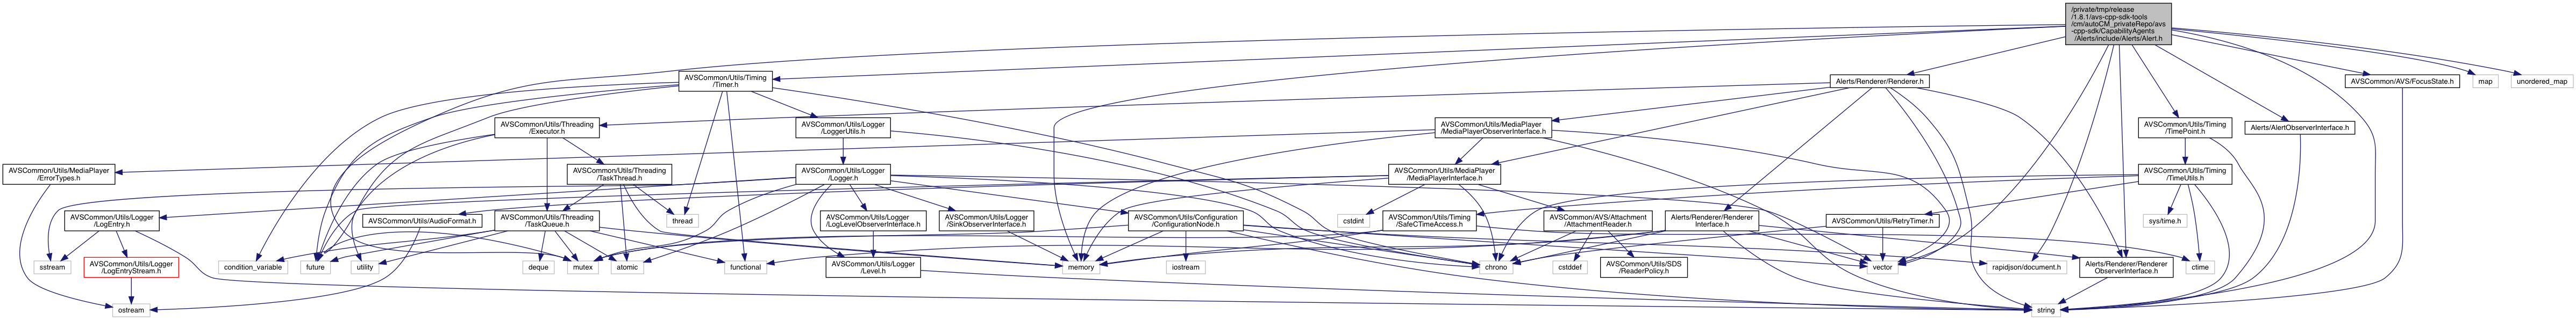 /private/tmp/release
/1.8.1/avs-cpp-sdk-tools
/cm/autoCM_privateRepo/avs
-cpp-sdk/CapabilityAgents
/Alerts/include/Alerts/Alert.h
AVSCommon/Utils/Timing
/Timer.h
Alerts/Renderer/Renderer.h
AVSCommon/AVS/FocusState.h
map
unordered_map
AVSCommon/Utils/Threading
/Executor.h
AVSCommon/Utils/Logger
/LoggerUtils.h
AVSCommon/Utils/MediaPlayer
/MediaPlayerObserverInterface.h
AVSCommon/Utils/Timing
/TimePoint.h
Alerts/AlertObserverInterface.h
AVSCommon/Utils/MediaPlayer
/ErrorTypes.h
AVSCommon/Utils/Threading
/TaskThread.h
AVSCommon/Utils/Logger
/Logger.h
AVSCommon/Utils/MediaPlayer
/MediaPlayerInterface.h
AVSCommon/Utils/Timing
/TimeUtils.h
AVSCommon/Utils/Logger
/LogEntry.h
AVSCommon/Utils/AudioFormat.h
AVSCommon/Utils/Threading
/TaskQueue.h
thread
AVSCommon/Utils/Logger
/LogLevelObserverInterface.h
AVSCommon/Utils/Logger
/SinkObserverInterface.h
AVSCommon/Utils/Configuration
/ConfigurationNode.h
cstdint
AVSCommon/Utils/Timing
/SafeCTimeAccess.h
AVSCommon/AVS/Attachment
/AttachmentReader.h
Alerts/Renderer/Renderer
Interface.h
AVSCommon/Utils/RetryTimer.h
sys/time.h
sstream
AVSCommon/Utils/Logger
/LogEntryStream.h
condition_variable
future
utility
deque
mutex
atomic
functional
AVSCommon/Utils/Logger
/Level.h
memory
iostream
chrono
cstddef
AVSCommon/Utils/SDS
/ReaderPolicy.h
vector
rapidjson/document.h
Alerts/Renderer/Renderer
ObserverInterface.h
ctime
ostream
string